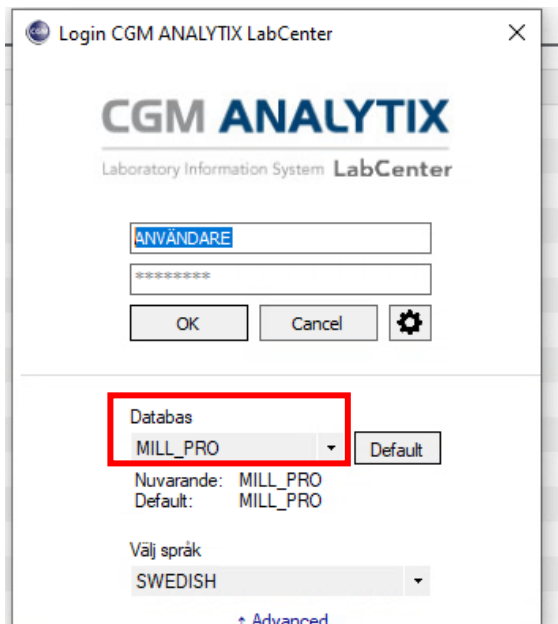 Login CGM ANALYTIX LabCenter
CGM ANALYTIX
Laboratory Information System LabCenter
ANVÄNDARE
********
OK Cancel
Databas
MILL_PRO Default
Nuvarande: MILL_PRO
Default: MILL_PRO
Välj språk
SWEDISH
↑ Advanced